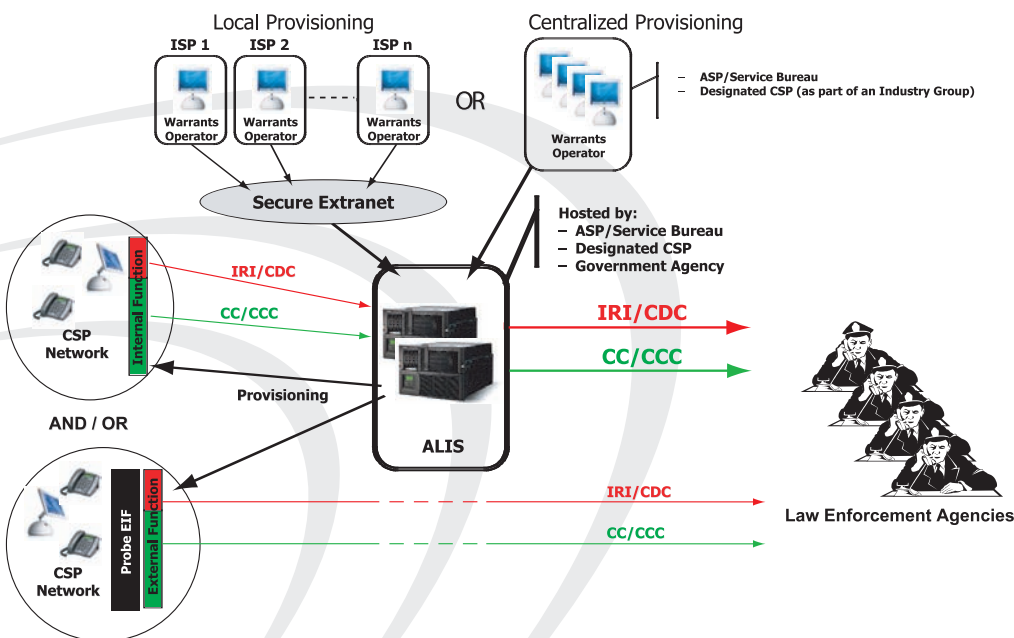 Local Provisioning
Centralized Provisioning
ISP 1
ISP 2
ISP n
Warrants
Operator
Warrants
Operator
Warrants
Operator
OR
Warrants
Operator
– ASP/Service Bureau
– Designated CSP (as part of an Industry Group)
Secure Extranet
Hosted by:
– ASP/Service Bureau
– Designated CSP
– Government Agency
CSP
Network
Internal Function
IRI/CDC
CC/CCC
IRI/CDC
CC/CCC
Provisioning
ALIS
AND / OR
CSP
Network
Probe EIF
External Function
IRI/CDC
CC/CCC
Law Enforcement Agencies